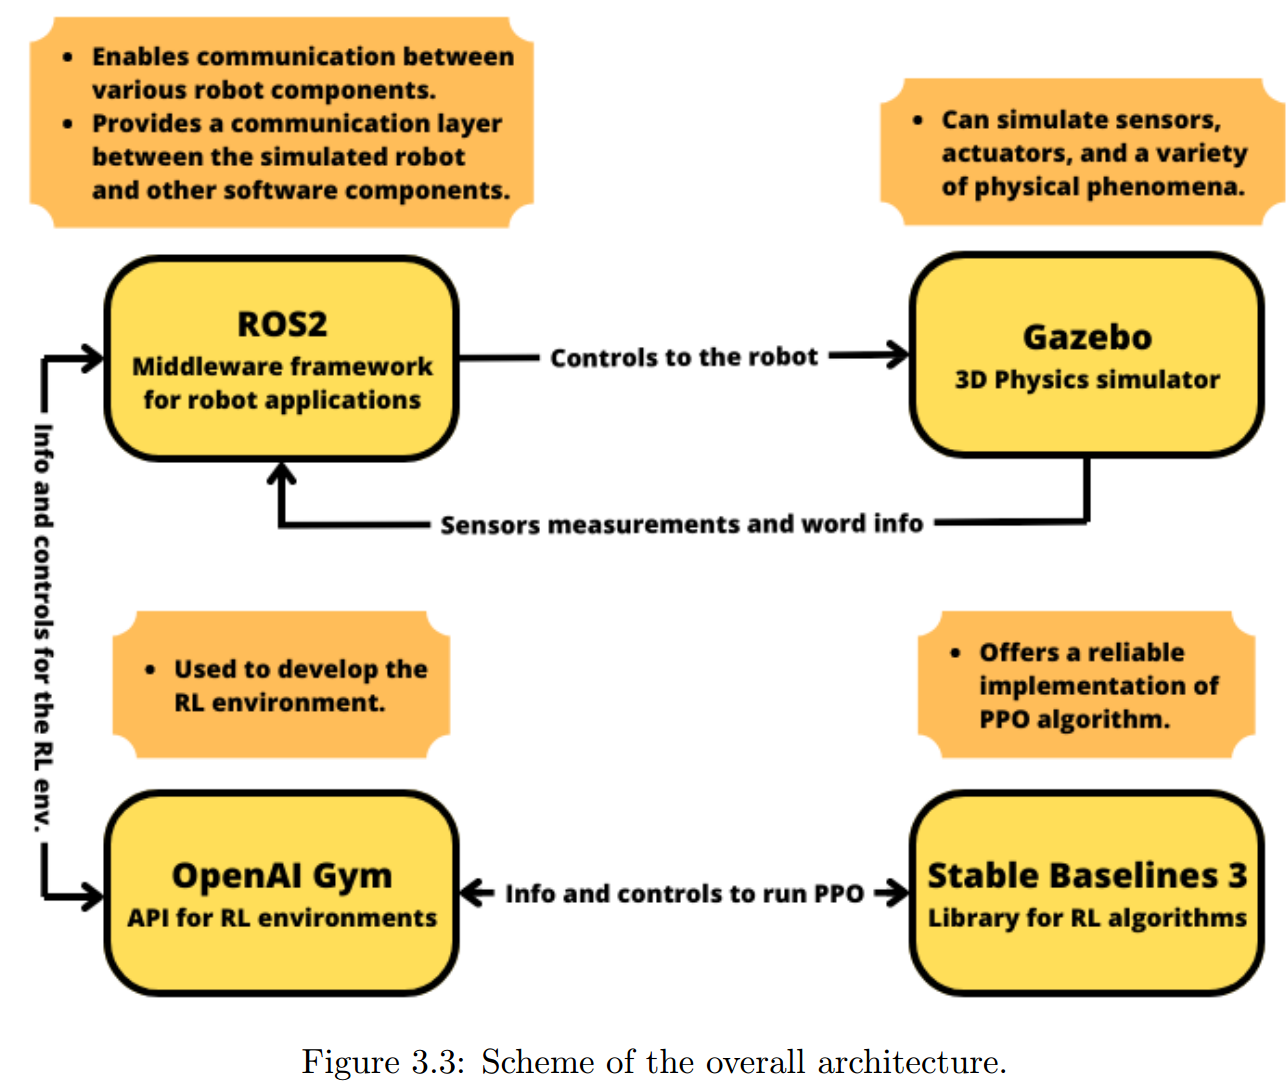 • Enables communication between
various robot components.
• Provides a communication layer
between the simulated robot
and other software components.
• Can simulate sensors,
actuators, and a variety
of physical phenomena.
ROS2
Middleware framework
for robot applications
Controls to the robot
Gazebo
3D Physics simulator
Sensors measurements and word info
Info and controls for the RL env.
• Used to develop the
RL environment.
• Offers a reliable
implementation of
PPO algorithm.
OpenAI Gym
API for RL environments
Info and controls to run PPO
Stable Baselines 3
Library for RL algorithms
Figure 3.3: Scheme of the overall architecture.